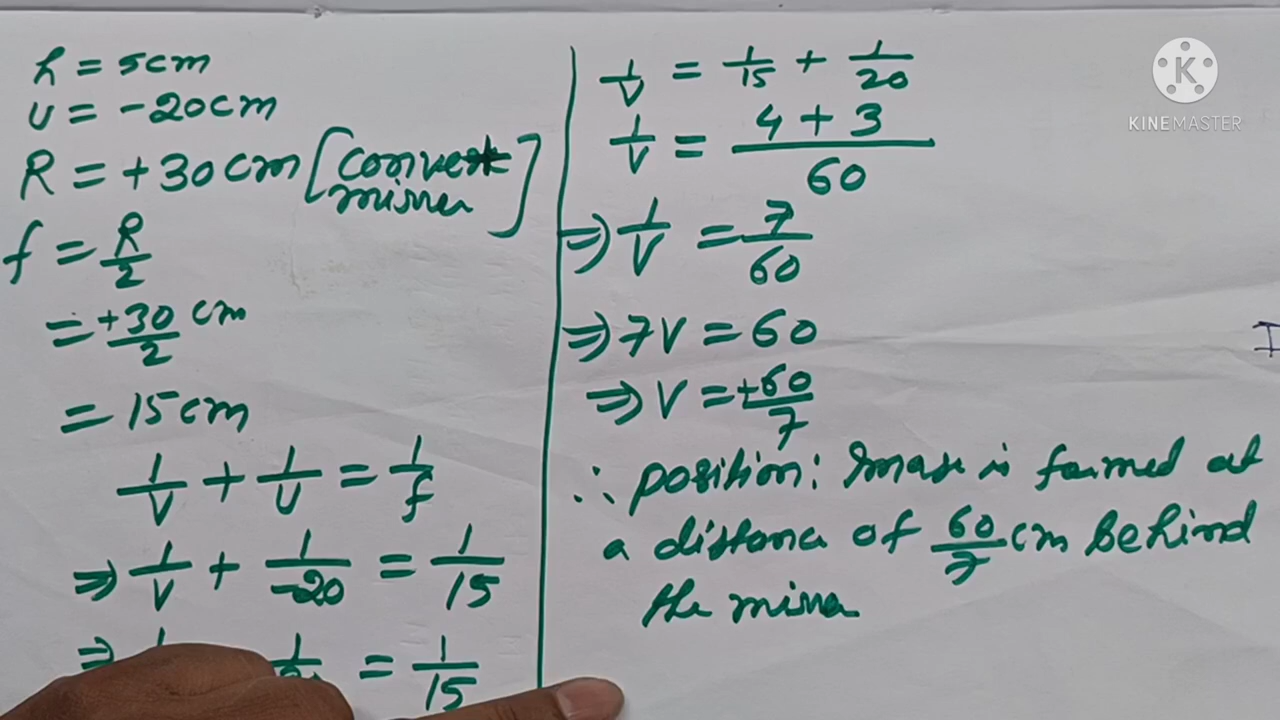 h = 5cm
u = -20cm
R = +30cm [convex
mirror]
f = R/2
= +30/2 cm
= 15cm
1/v + 1/u = 1/f
⇒ 1/v + 1/-20 = 1/15
⇒ = 1/15
1/v = 1/15 + 1/20
1/v = 4 + 3/60
⇒ 1/v = 7/60
⇒ 7v = 60
⇒ v = +60/7
∴ position: Image is formed at
a distance of 60/7 cm behind
the mirror
KINEMASTER